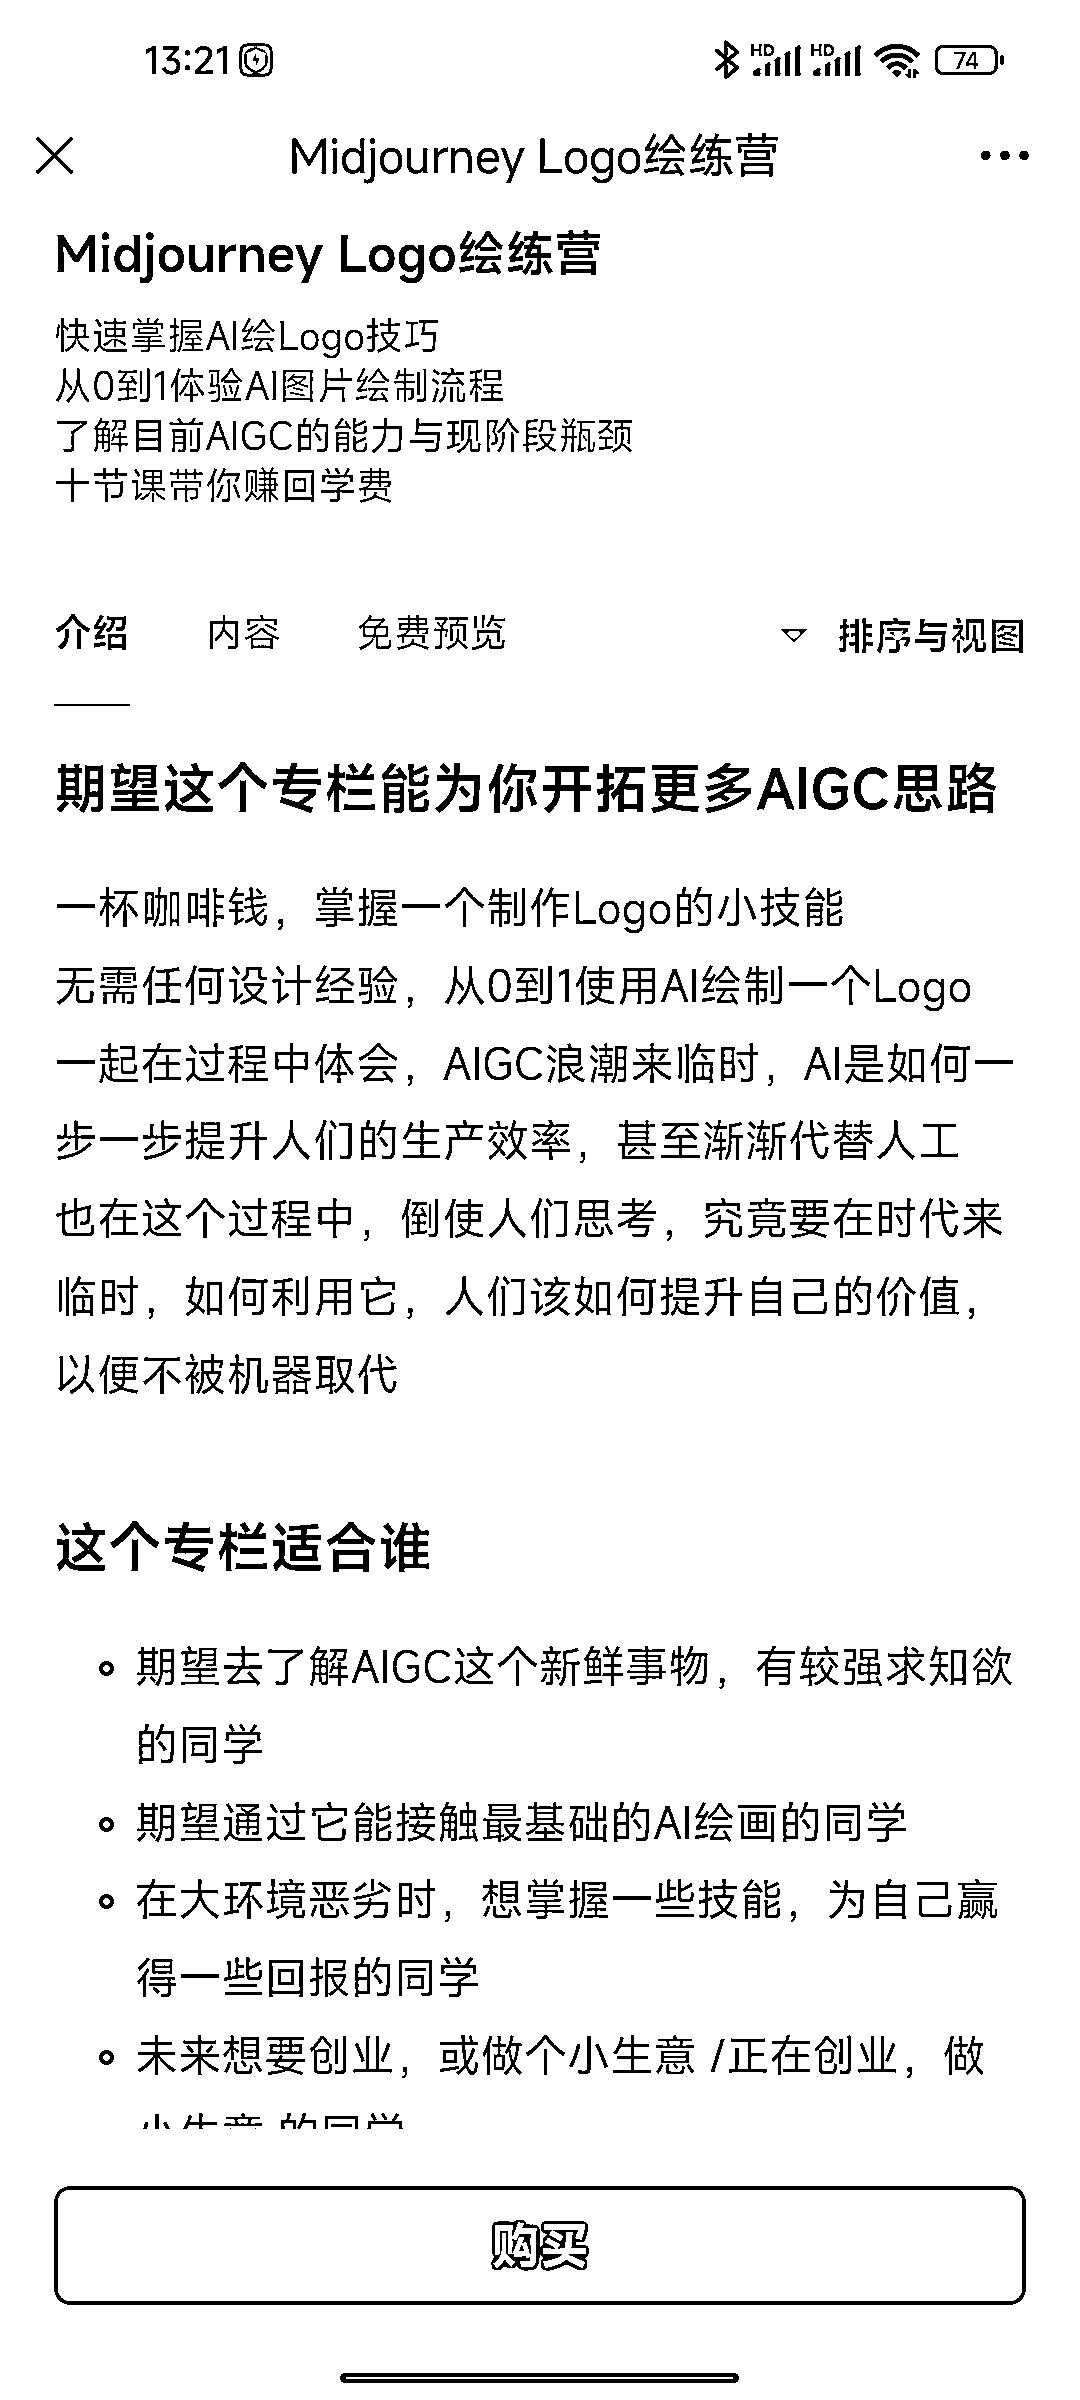 13:21
HD HD 74
Midjourney Logo绘练营
Midjourney Logo绘练营
快速掌握AI绘Logo技巧
从0到1体验AI图片绘制流程
了解目前AIGC的能力与现阶段瓶颈
十节课带你赚回学费
介绍 内容 免费预览 排序与视图
期望这个专栏能为你开拓更多AIGC思路
一杯咖啡钱，掌握一个制作Logo的小技能
无需任何设计经验，从0到1使用AI绘制一个Logo
一起在过程中体会，AIGC浪潮来临时，AI是如何一
步一步提升人们的生产效率，甚至渐渐代替人工
也在这个过程中，倒使人们思考，究竟要在时代来
临时，如何利用它，人们该如何提升自己的价值，
以便不被机器取代
这个专栏适合谁
期望去了解AIGC这个新鲜事物，有较强求知欲
的同学
期望通过它能接触最基础的AI绘画的同学
在大环境恶劣时，想掌握一些技能，为自己赢
得一些回报的同学
未来想要创业，或做个小生意 /正在创业，做
小生意 的同学
购买